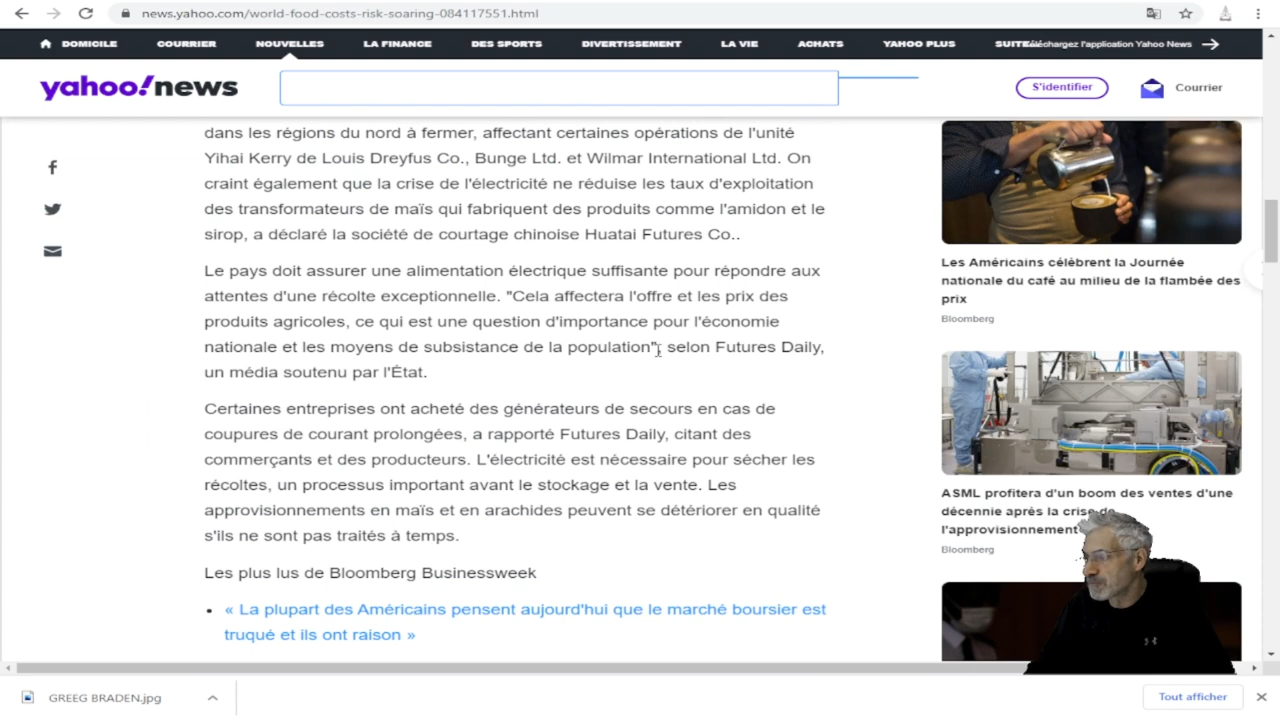 news.yahoo.com/world-food-costs-risk-soaring-084117551.html
DOMICILE COURRIER NOUVELLES LA FINANCE DES SPORTS DIVERTISSEMENT LA VIE ACHATS YAHOO PLUS SUITE échargez l'application Yahoo News
yahoo!news
S'identifier
Courrier
dans les régions du nord à fermer, affectant certaines opérations de l'unité
Yihai Kerry de Louis Dreyfus Co., Bunge Ltd. et Wilmar International Ltd. On
craint également que la crise de l'électricité ne réduise les taux d'exploitation
des transformateurs de maïs qui fabriquent des produits comme l'amidon et le
sirop, a déclaré la société de courtage chinoise Huatai Futures Co..
Le pays doit assurer une alimentation électrique suffisante pour répondre aux
attentes d'une récolte exceptionnelle. "Cela affectera l'offre et les prix des
produits agricoles, ce qui est une question d'importance pour l'économie
nationale et les moyens de subsistance de la population", selon Futures Daily,
un média soutenu par l'État.
Certaines entreprises ont acheté des générateurs de secours en cas de
coupures de courant prolongées, a rapporté Futures Daily, citant des
commerçants et des producteurs. L'électricité est nécessaire pour sécher les
récoltes, un processus important avant le stockage et la vente. Les
approvisionnements en maïs et en arachides peuvent se détériorer en qualité
s'ils ne sont pas traités à temps.
Les plus lus de Bloomberg Businessweek
• « La plupart des Américains pensent aujourd'hui que le marché boursier est
truqué et ils ont raison »
Les Américains célèbrent la Journée
nationale du café au milieu de la flambée des
prix
Bloomberg
ASML profitera d'un boom des ventes d'une
décennie après la crise de
l'approvisionnement
Bloomberg
GREEG BRADEN.jpg
Tout afficher